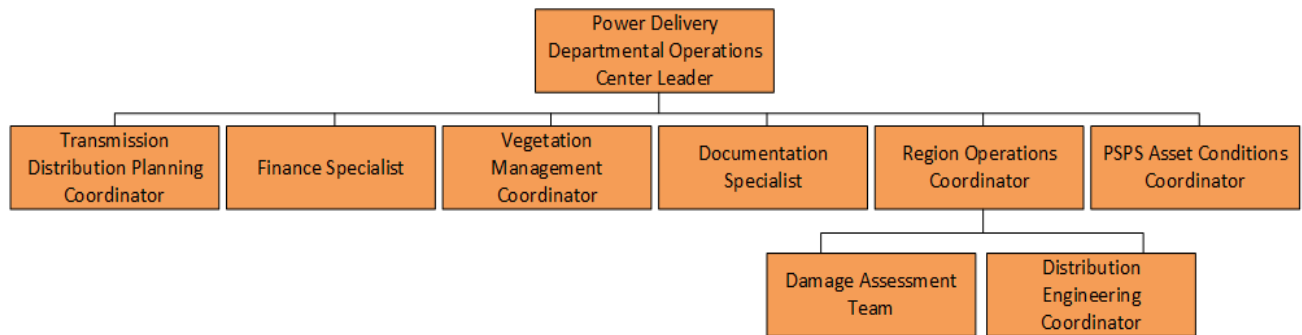 Power Delivery
Departmental Operations
Center Leader
Transmission
Distribution Planning
Coordinator
Finance Specialist
Vegetation
Management
Coordinator
Documentation
Specialist
Region Operations
Coordinator
PSPS Asset Conditions
Coordinator
Damage Assessment
Team
Distribution
Engineering
Coordinator